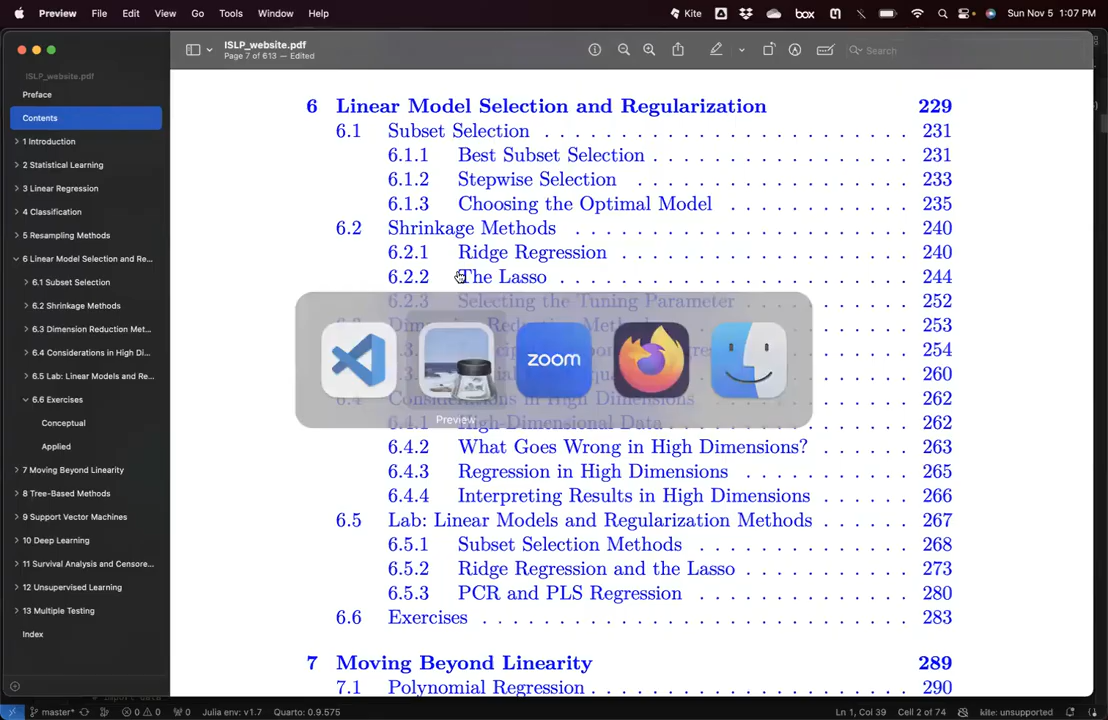 Preview File Edit View Go Tools Window Help Kite box Sun Nov 5 1:07 PM
ISLP_website.pdf
Page 7 of 613 — Edited
Search
ISLP_website.pdf
Preface
Contents
1 Introduction
2 Statistical Learning
3 Linear Regression
4 Classification
5 Resampling Methods
6 Linear Model Selection and Re...
6.1 Subset Selection
6.2 Shrinkage Methods
6.3 Dimension Reduction Met...
6.4 Considerations in High Di...
6.5 Lab: Linear Models and Re...
6.6 Exercises
Conceptual
Applied
7 Moving Beyond Linearity
8 Tree-Based Methods
9 Support Vector Machines
10 Deep Learning
11 Survival Analysis and Censore...
12 Unsupervised Learning
13 Multiple Testing
Index
6 Linear Model Selection and Regularization 229
6.1 Subset Selection . . . . . . . . . . . . . . . . . . . 231
6.1.1 Best Subset Selection . . . . . . . . . . . . . 231
6.1.2 Stepwise Selection . . . . . . . . . . . . . . 233
6.1.3 Choosing the Optimal Model . . . . . . . . . 235
6.2 Shrinkage Methods . . . . . . . . . . . . . . . . . 240
6.2.1 Ridge Regression . . . . . . . . . . . . . . . 240
6.2.2 The Lasso . . . . . . . . . . . . . . . . . . 244
6.2.3 Selecting the Tuning Parameter 252
253
254
260
262
zoom
Preview
6.4.1 High-Dimensional Data 262
6.4.2 What Goes Wrong in High Dimensions? . . . . . 263
6.4.3 Regression in High Dimensions . . . . . . . . 265
6.4.4 Interpreting Results in High Dimensions . . . . . 266
6.5 Lab: Linear Models and Regularization Methods . . . . . . 267
6.5.1 Subset Selection Methods . . . . . . . . . . . 268
6.5.2 Ridge Regression and the Lasso . . . . . . . . 273
6.5.3 PCR and PLS Regression . . . . . . . . . . . 280
6.6 Exercises . . . . . . . . . . . . . . . . . . . . . . 283
7 Moving Beyond Linearity 289
7.1 Polynomial Regression . . . . . . . . . . . . . . . . 290
master* 0 0 0 Julia env: v1.7 Quarto: 0.9.575 Ln 1, Col 39 Cell 2 of 74 kite: unsupported